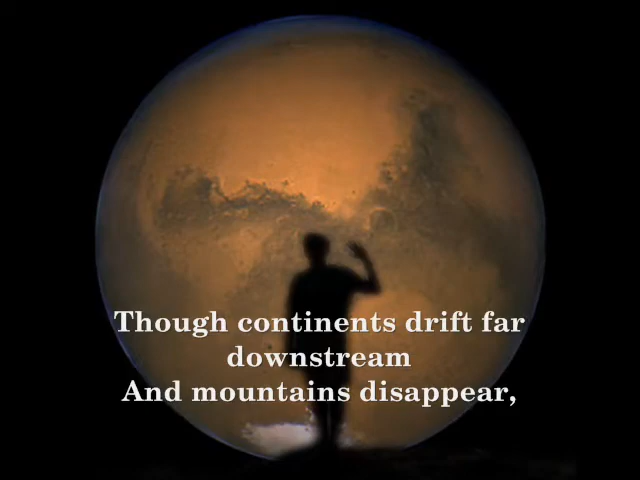 Though continents drift far
downstream
And mountains disappear,